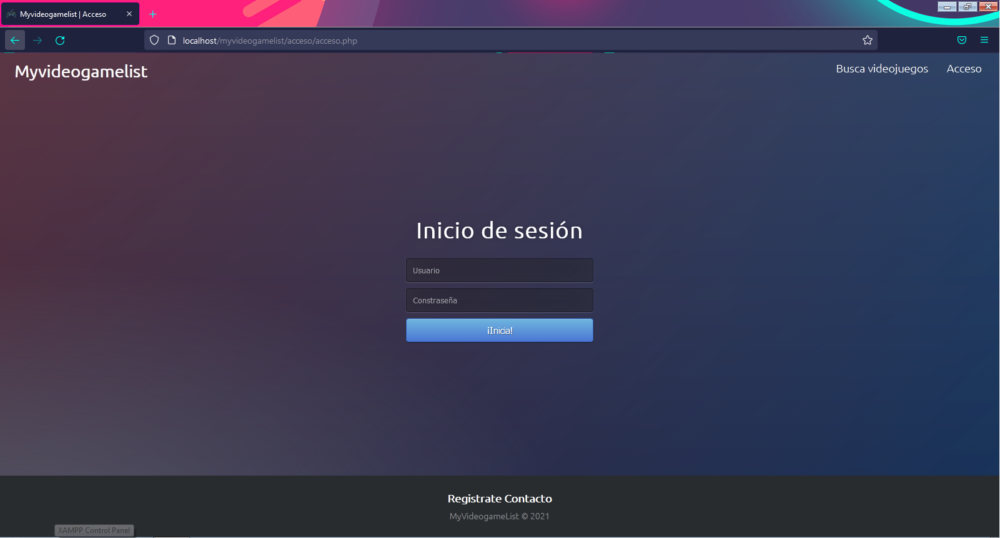 Myvideogamelist | Acceso
localhost/myvideogamelist/acceso/acceso.php
Myvideogamelist
Busca videojuegos Acceso
Inicio de sesión
Usuario
Constraseña
¡Inicia!
Registrate Contacto
MyVideogameList © 2021
XAMPP Control Panel